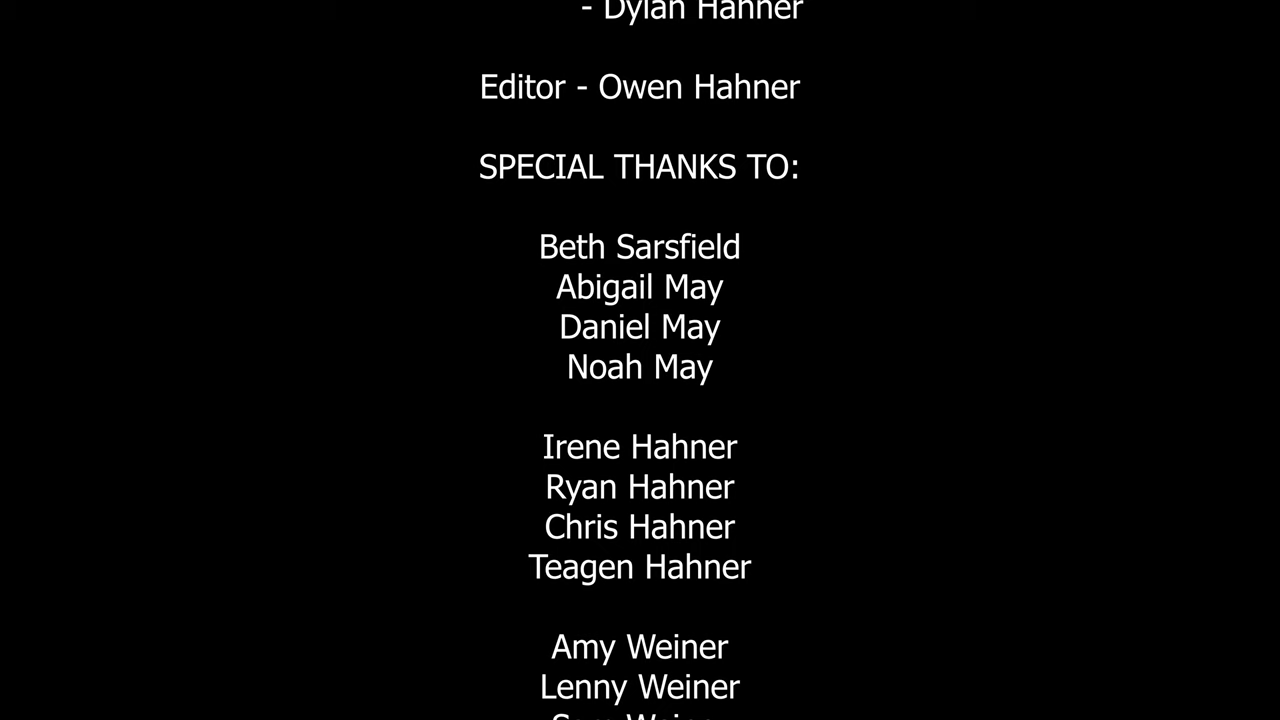 - Dylan Hahner
Editor - Owen Hahner
SPECIAL THANKS TO:
Beth Sarsfield
Abigail May
Daniel May
Noah May
Irene Hahner
Ryan Hahner
Chris Hahner
Teagen Hahner
Amy Weiner
Lenny Weiner